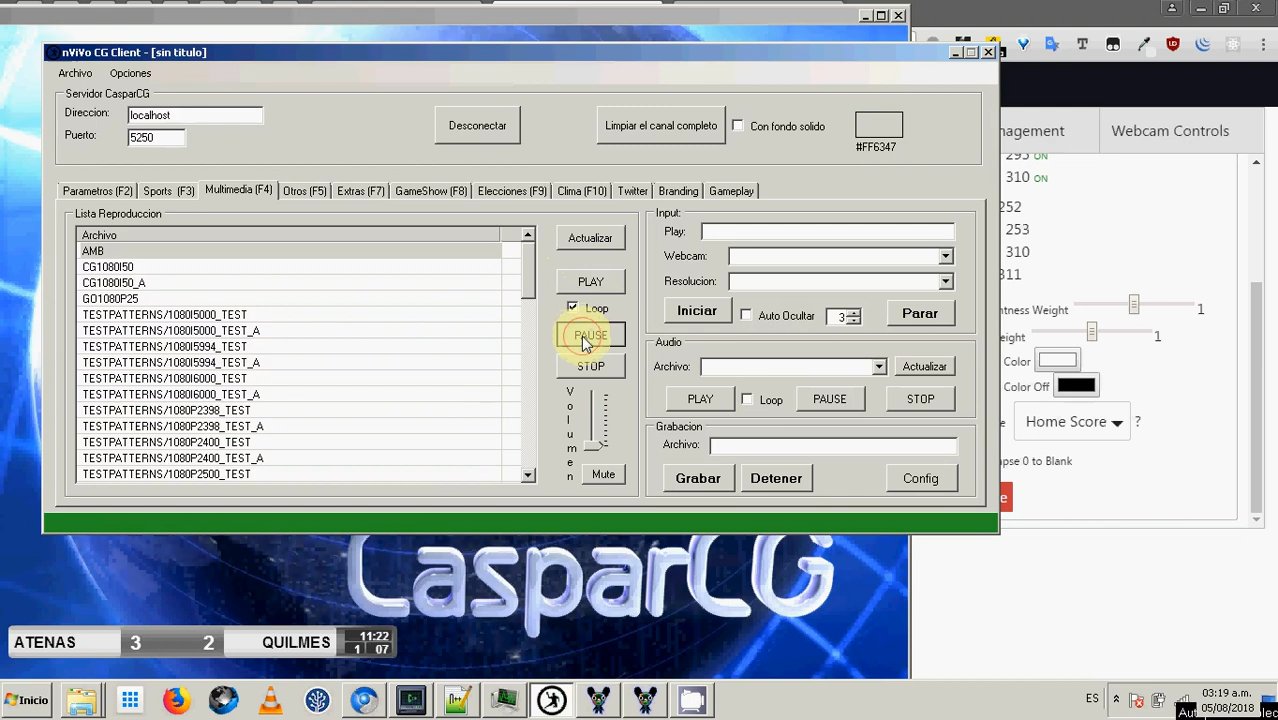 nViVo CG Client - [sin titulo]
Archivo Opciones
Servidor CasparCG
Direccion: localhost
Puerto: 5250
Desconectar
Limpiar el canal completo
Con fondo solido
#FF6347
Parametros (F2) Sports (F3) Multimedia (F4) Otros (F5) Extras (F7) GameShow (F8) Elecciones (F9) Clima (F10) Twitter Branding Gameplay
Lista Reproduccion
Archivo
AMB
CG1080I50
CG1080I50_A
GO1080P25
TESTPATTERNS/1080I5000_TEST
TESTPATTERNS/1080I5000_TEST_A
TESTPATTERNS/1080I5994_TEST
TESTPATTERNS/1080I5994_TEST_A
TESTPATTERNS/1080I6000_TEST
TESTPATTERNS/1080I6000_TEST_A
TESTPATTERNS/1080P2398_TEST
TESTPATTERNS/1080P2398_TEST_A
TESTPATTERNS/1080P2400_TEST
TESTPATTERNS/1080P2400_TEST_A
TESTPATTERNS/1080P2500_TEST
Actualizar
PLAY
Loop
PAUSE
STOP
Volumen
Mute
Input:
Play:
Webcam:
Resolucion:
Iniciar Auto Ocultar 3 Parar
Audio
Archivo: Actualizar
PLAY Loop PAUSE STOP
Grabacion
Archivo:
Grabar Detener Config
nagement Webcam Controls
295 ON
310 ON
252
253
310
311
ntness Weight 1
eight 1
Color
Color Off
e Home Score ?
apse 0 to Blank
e
CasparCG
ATENAS 3 2 QUILMES 11:22
1 07
Inicio
ES
03:19 a.m.
05/08/2018